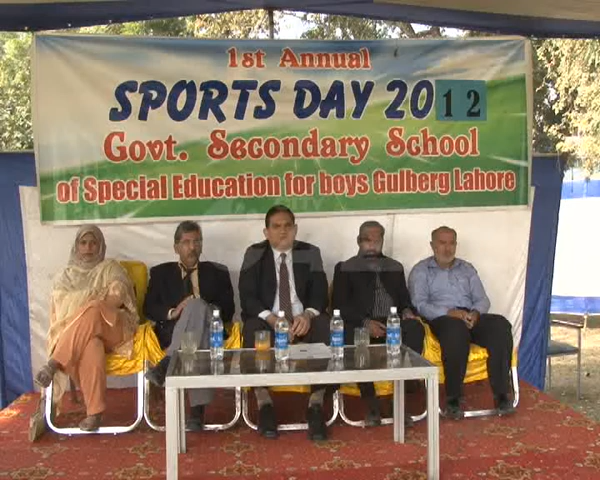 1st Annual
SPORTS DAY 2012
Govt. Secondary School
of Special Education for boys Gulberg Lahore